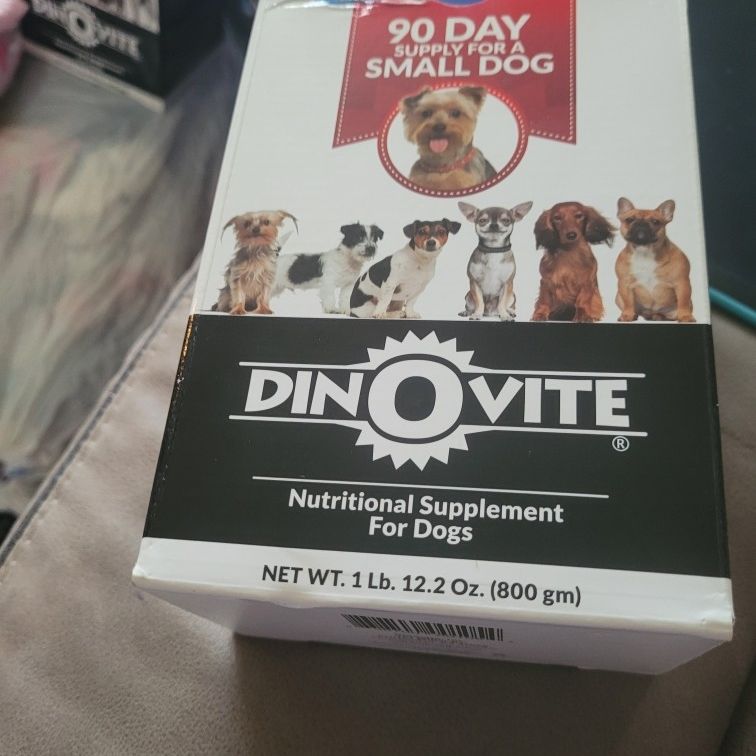 DINOVITE
90 DAY
SUPPLY FOR A
SMALL DOG
DINOVITE
®
Nutritional Supplement
For Dogs
NET WT. 1 Lb. 12.2 Oz. (800 gm)